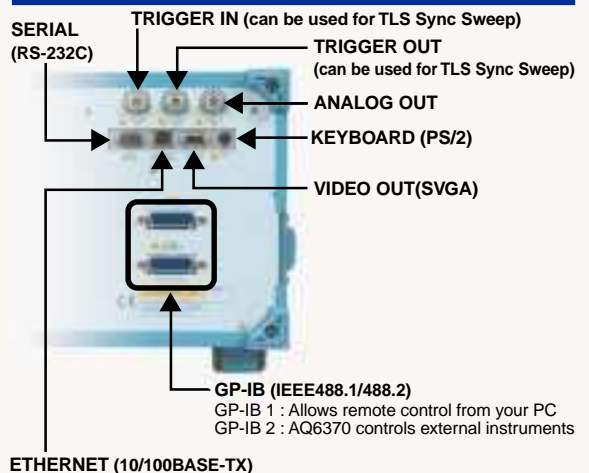 TRIGGER IN (can be used for TLS Sync Sweep)
SERIAL
(RS-232C)
TRIGGER OUT
(can be used for TLS Sync Sweep)
ANALOG OUT
KEYBOARD (PS/2)
VIDEO OUT(SVGA)
GP-IB (IEEE488.1/488.2)
GP-IB 1 : Allows remote control from your PC
GP-IB 2 : AQ6370 controls external instruments
ETHERNET (10/100BASE-TX)